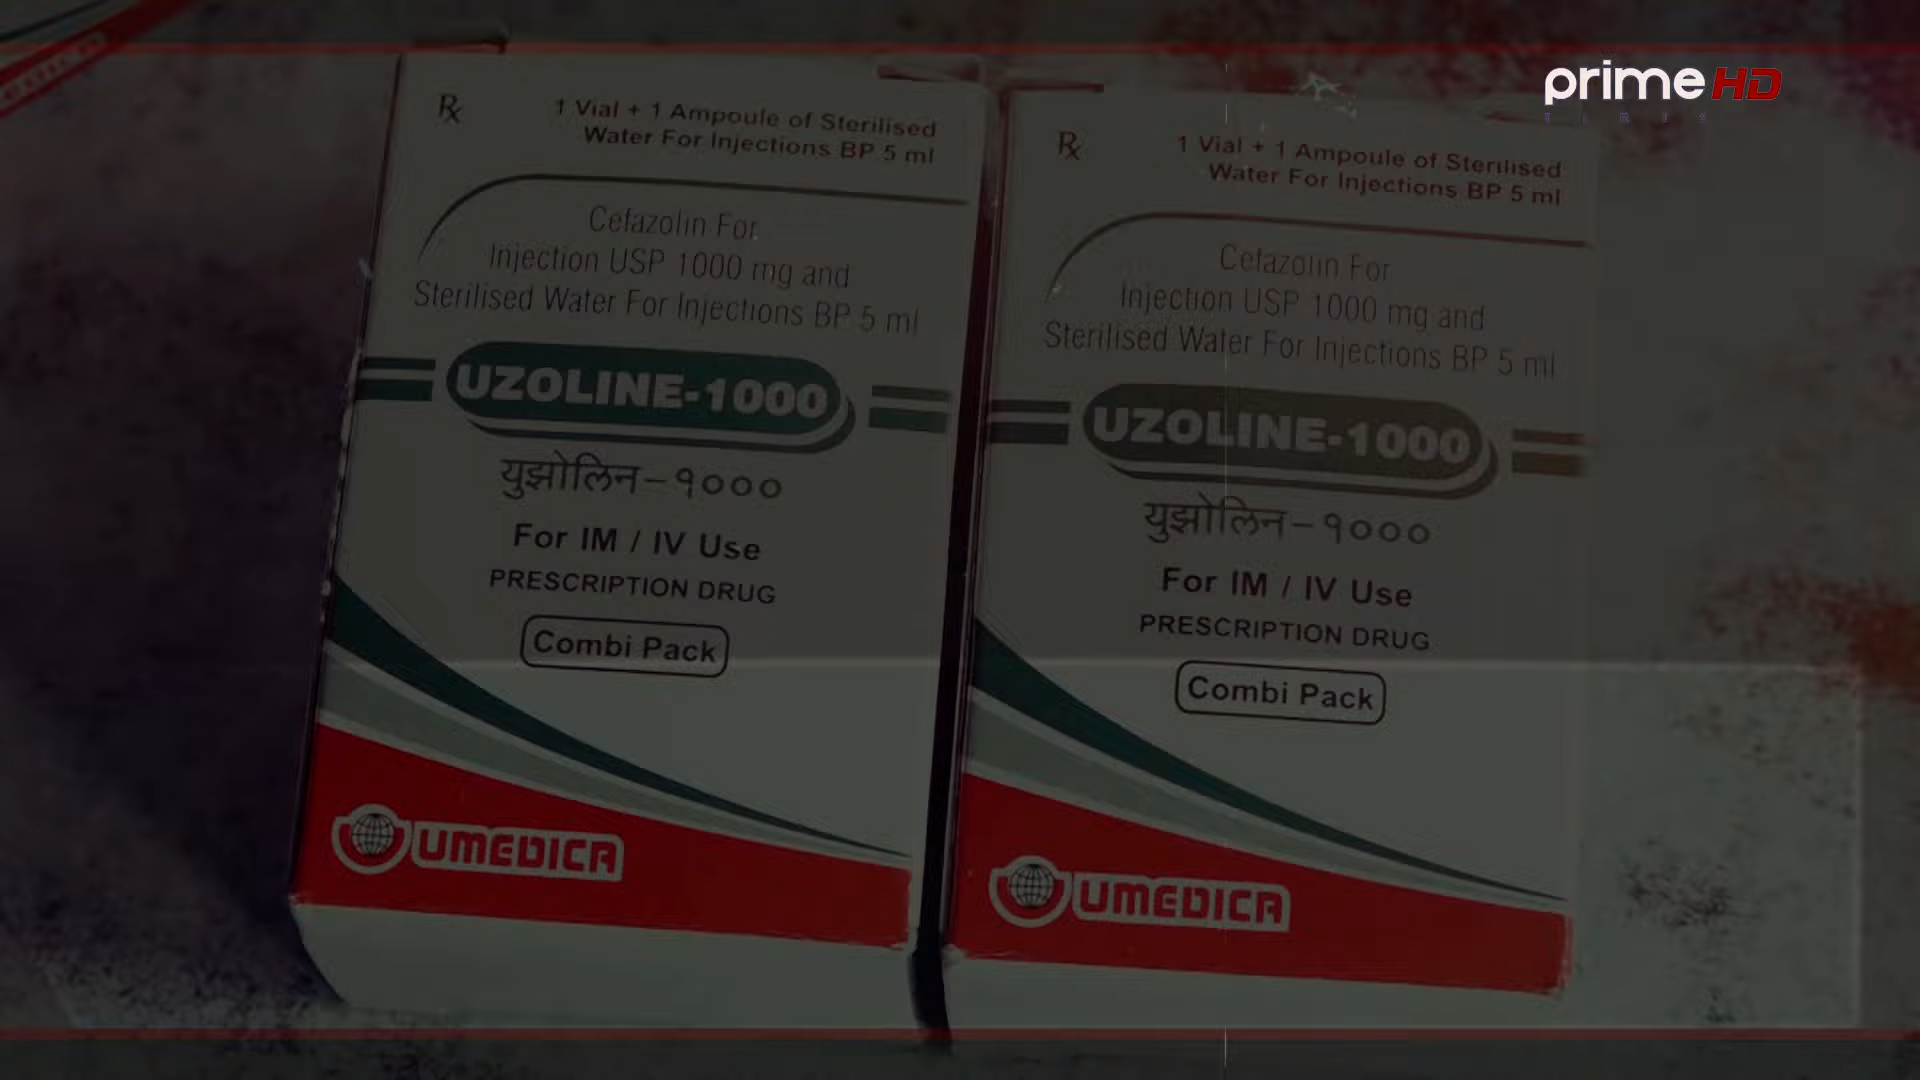 prime HD
TIMES
Rx
1 Vial + 1 Ampoule of Sterilised
Water For Injections BP 5 ml
Cefazolin For
Injection USP 1000 mg and
Sterilised Water For Injections BP 5 ml
UZOLINE-1000
युझोलिन-१०००
For IM / IV Use
PRESCRIPTION DRUG
Combi Pack
UMEDICA
Rx
1 Vial + 1 Ampoule of Sterilised
Water For Injections BP 5 ml
Cefazolin For
Injection USP 1000 mg and
Sterilised Water For Injections BP 5 ml
UZOLINE-1000
युझोलिन-१०००
For IM / IV Use
PRESCRIPTION DRUG
Combi Pack
UMEDICA